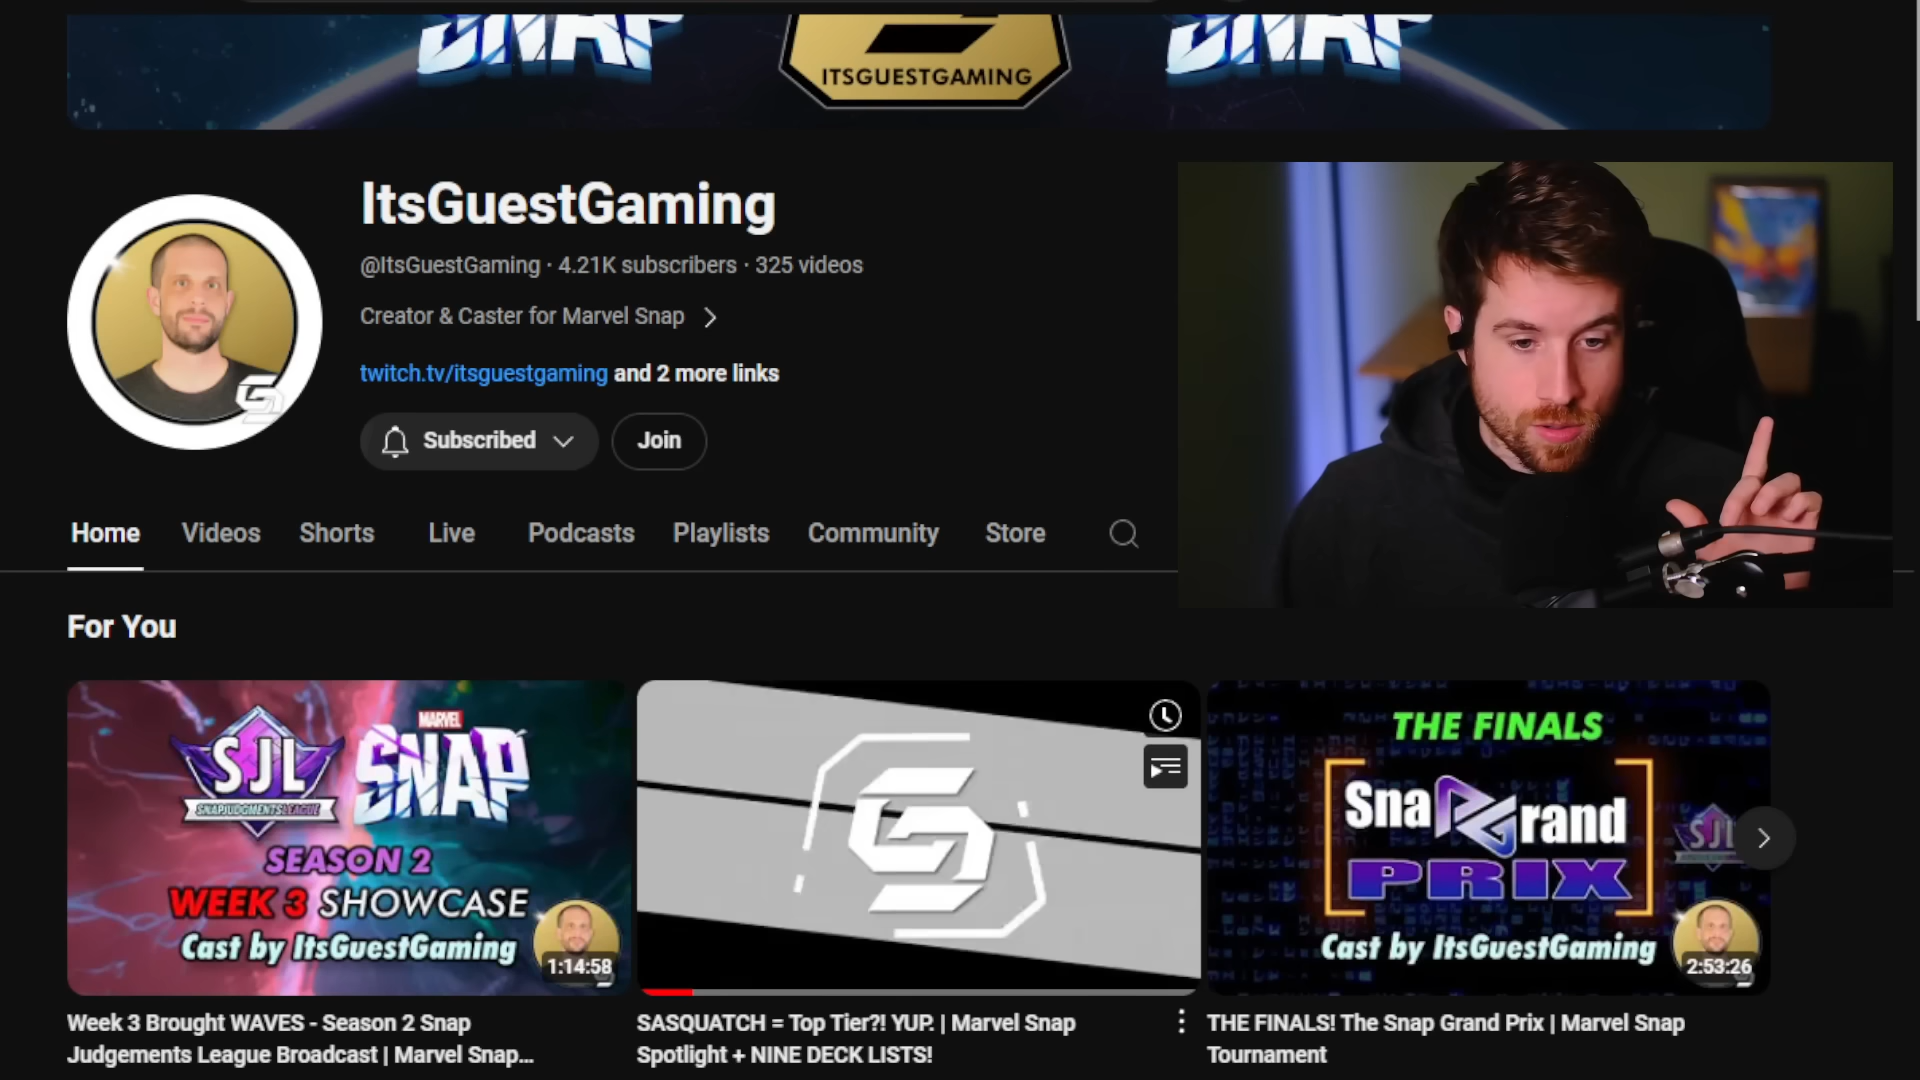 SNAP
ITSGUESTGAMING
SNAP
ItsGuestGaming
@ItsGuestGaming · 4.21K subscribers · 325 videos
Creator & Caster for Marvel Snap
twitch.tv/itsguestgaming and 2 more links
Subscribed
Join
Home
Videos
Shorts
Live
Podcasts
Playlists
Community
Store
For You
SJL
SNAPJUDGMENTSLEAGUE
MARVEL
SNAP
SEASON 2
WEEK 3 SHOWCASE
Cast by ItsGuestGaming
1:14:58
Week 3 Brought WAVES - Season 2 Snap
Judgements League Broadcast | Marvel Snap...
SASQUATCH = Top Tier?! YUP. | Marvel Snap
Spotlight + NINE DECK LISTS!
THE FINALS
Snap Grand
PRIX
SJL
Cast by ItsGuestGaming
2:53:26
THE FINALS! The Snap Grand Prix | Marvel Snap
Tournament